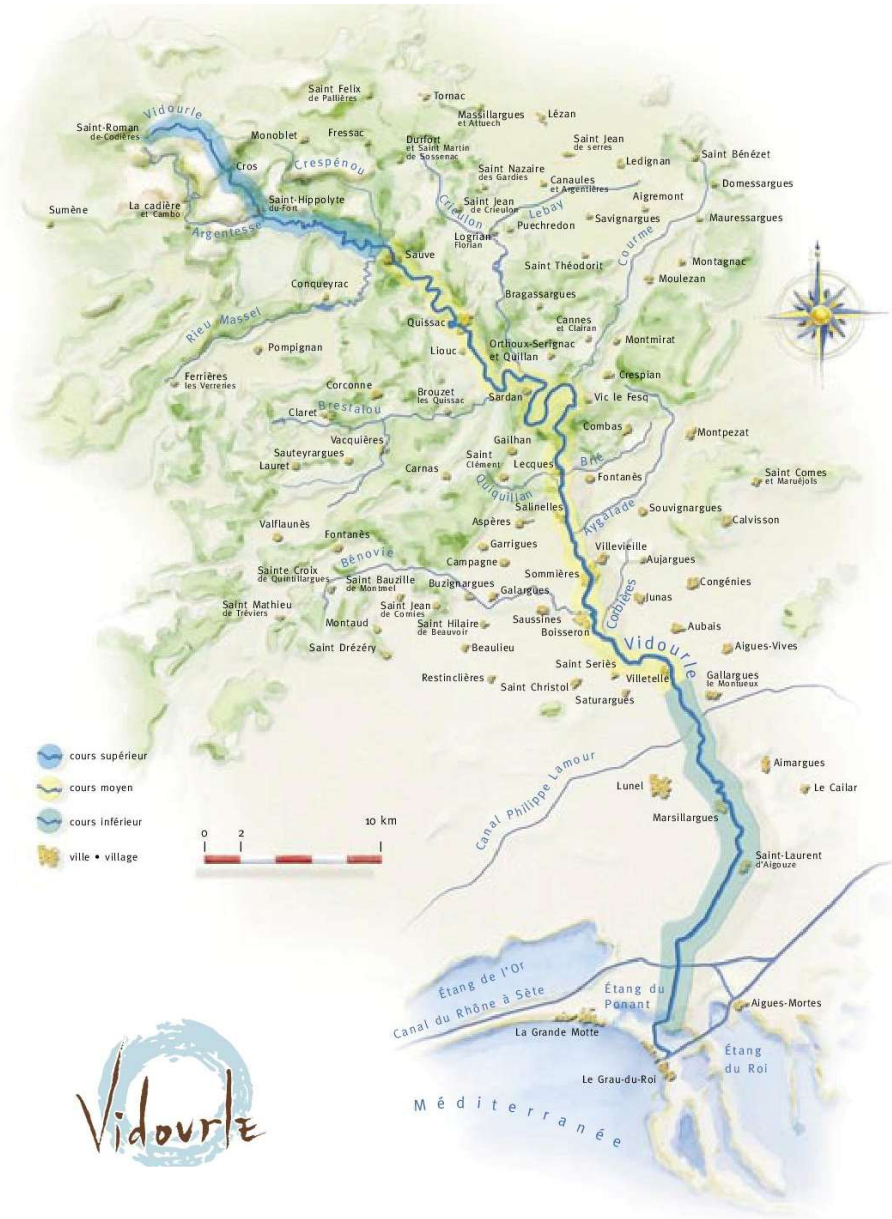 Saint Felix
de Pallières
Tornac
Vidourle
Massillargues
et Attuech
Lézan
Saint-Roman
de-Codières
Monoblet
Fressac
Durfort
et Saint Martin
de Sossenac
Saint Jean
de serres
Crespénou
Cros
Saint Nazaire
des Gardies
Ledignan
Saint Bénézet
Canaules
et Argentières
Domessargues
La cadière
et Cambo
Saint-Hippolyte
du-Fort
Crieulon
Saint Jean
de Crieulon
Lebay
Aigremont
Sumène
Argentesse
Logrian
Florian
Puechredon
Savignargues
Courme
Maruessargues
Sauve
Saint Théodorit
Montagnac
Moulezan
Conqueyrac
Bragassargues
Rieu Massel
Quissac
Cannes
et Clairan
Pompignan
Liouc
Orthoux-Serignac
et Quillan
Montmirat
Ferrières
les Verreries
Corconne
Brouzet
les Quissac
Sardan
Crespian
Vic le Fesq
Claret
Brestalou
Combas
Montpezat
Vacquières
Gailhan
Sauteyrargues
Lauret
Carnas
Saint
Clément
Lecques
Brié
Fontanès
Saint Comes
et Maruéjols
Quiquillan
Salinelles
Aygalade
Souvignargues
Calvisson
Valflaunès
Aspères
Fontanès
Garrigues
Villevieille
Bénovie
Campagne
Aujargues
Sainte Croix
de Quintillargues
Saint Bauzille
de Montmel
Buzignargues
Sommières
Galargues
Corbières
Congénies
Junas
Saint Mathieu
de Tréviers
Saint Jean
de Cornies
Montaud
Saint Hilaire
de Beauvoir
Saussines
Boisseron
Aubais
Saint Drézéry
Beaulieu
Vidourle
Aigues-Vives
Restinclières
Saint Seriès
Saint Christol
Villetelle
Gallargues
le Montueux
Saturargues
cours supérieur
cours moyen
cours inférieur
ville • village
0 2 10 km
Canal Philippe Lamour
Lunel
Aimargues
Le Cailar
Marsillargues
Saint-Laurent
d'Aigouze
Étang de l'Or
Canal du Rhône à Sète
Étang du
Ponant
Aigues-Mortes
La Grande Motte
Étang
du Roi
Le Grau-du-Roi
Méditerranée
Vidourle